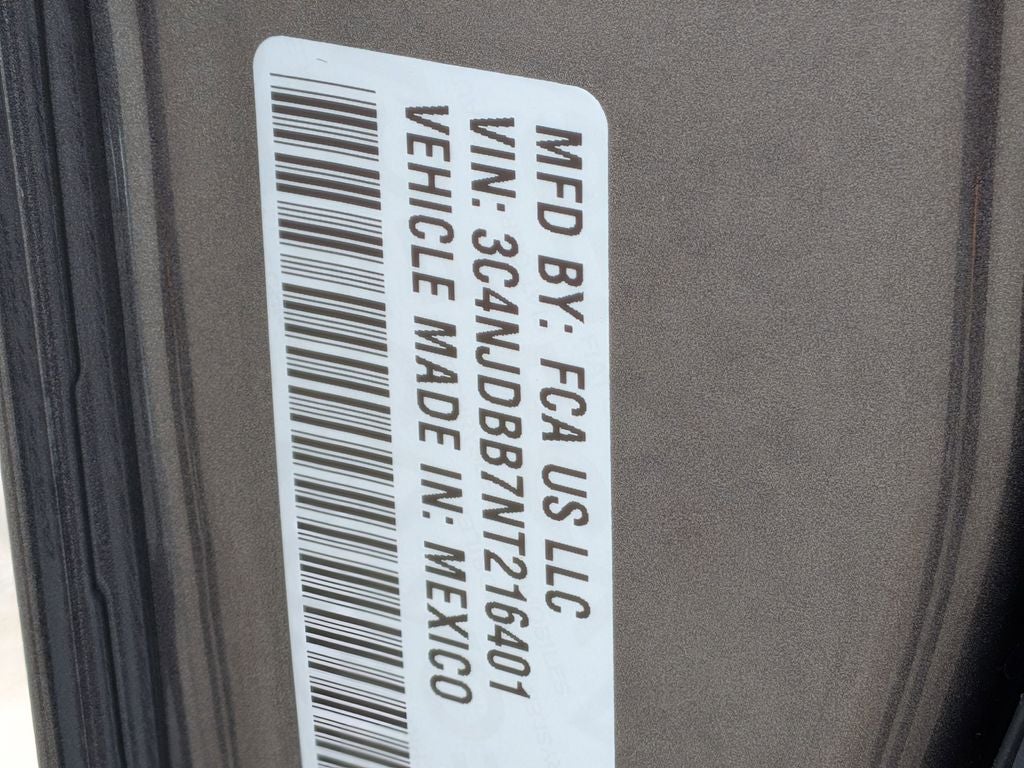 MFD BY: FCA US LLC
VIN: 3C4NJDBB7NT216401
VEHICLE MADE IN: MEXICO